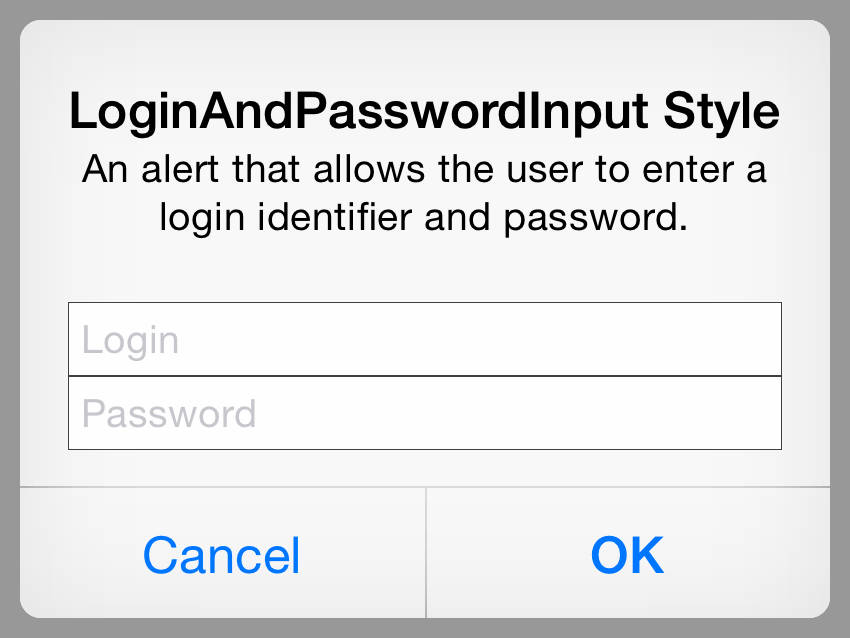 LoginAndPasswordInput Style
An alert that allows the user to enter a
login identifier and password.
Login
Password
Cancel
OK